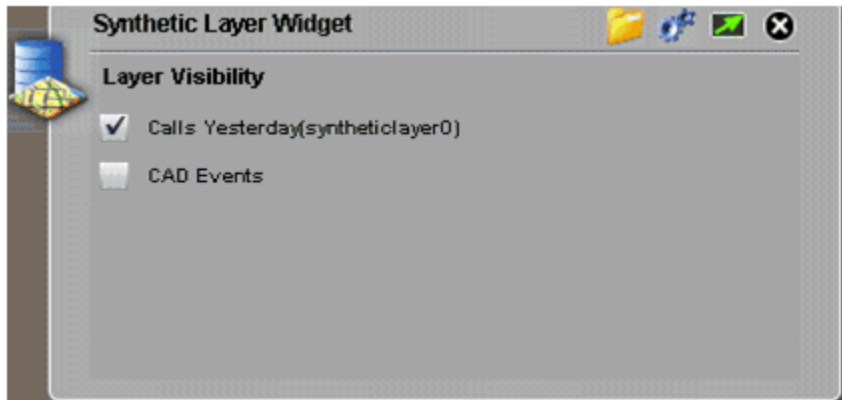 Synthetic Layer Widget
Layer Visibility
Calls Yesterday(syntheticlayer0)
CAD Events